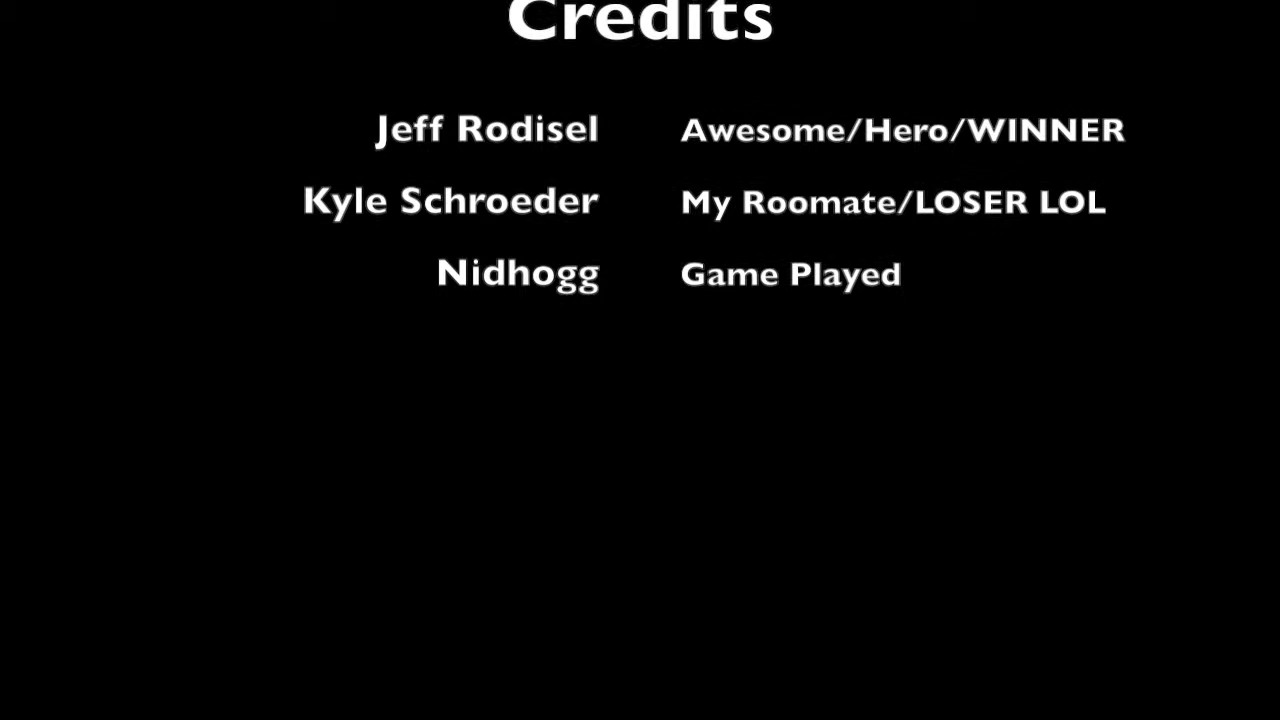 Credits
Jeff Rodisel Awesome/Hero/WINNER
Kyle Schroeder My Roomate/LOSER LOL
Nidhogg Game Played